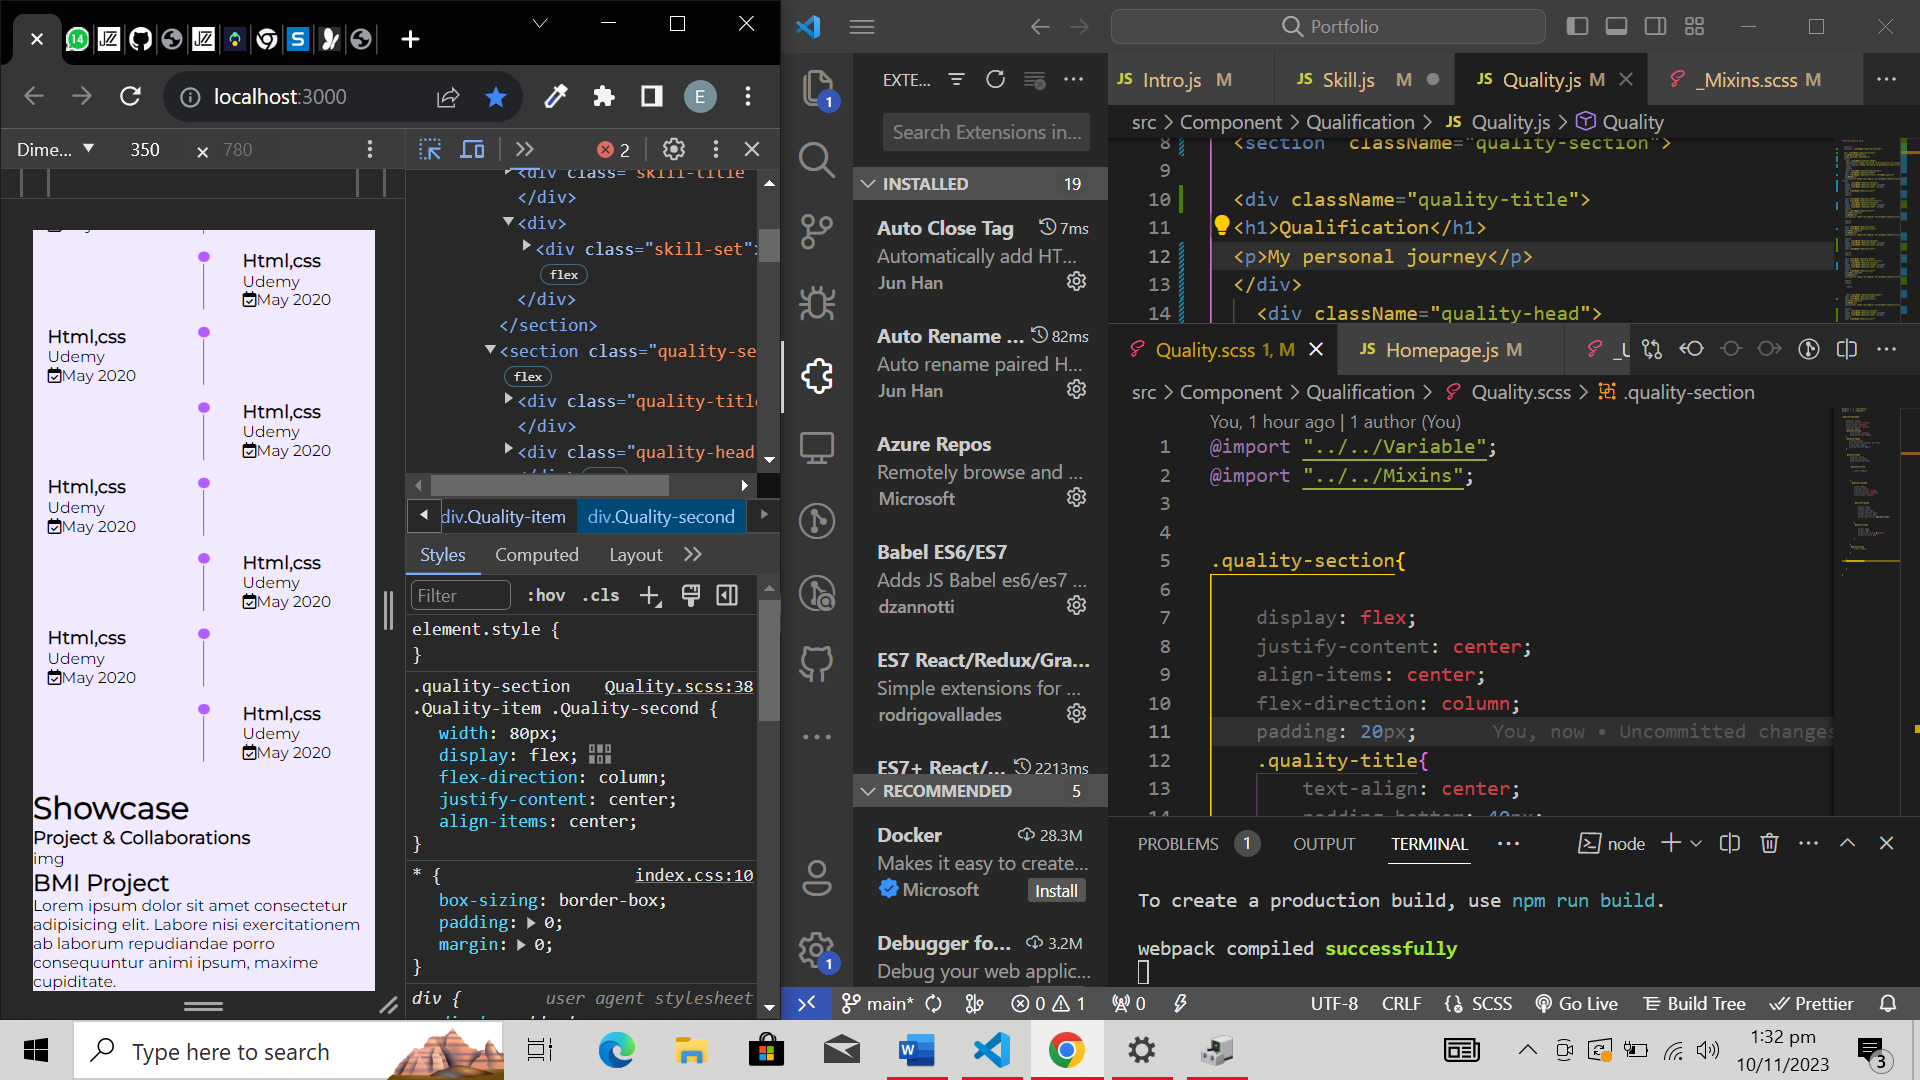 14
localhost:3000
E
Dime...
350
780
2
<div class="skill-title
</div>
<div>
<div class="skill-set">
flex
</div>
</section>
<section class="quality-se
flex
<div class="quality-title
</div>
<div class="quality-head
div.Quality-item
div.Quality-second
Styles
Computed
Layout
Filter
:hov
.cls
element.style {
}
.quality-section
Quality.scss:38
.Quality-item .Quality-second {
width: 80px;
display: flex;
flex-direction: column;
justify-content: center;
align-items: center;
}
* {
index.css:10
box-sizing: border-box;
padding: 0;
margin: 0;
}
div {
user agent stylesheet
Html,css
Udemy
May 2020
Html,css
Udemy
May 2020
Html,css
Udemy
May 2020
Html,css
Udemy
May 2020
Html,css
Udemy
May 2020
Html,css
Udemy
May 2020
Html,css
Udemy
May 2020
Showcase
Project & Collaborations
img
BMI Project
Lorem ipsum dolor sit amet consectetur
adipisicing elit. Labore nisi exercitationem
ab laborum repudiandae porro
consequuntur animi ipsum, maxime
cupiditate.
Portfolio
1
EXTE...
Search Extensions in...
INSTALLED 19
Auto Close Tag 7ms
Automatically add HT...
Jun Han
Auto Rename ... 82ms
Auto rename paired H...
Jun Han
Azure Repos
Remotely browse and ...
Microsoft
Babel ES6/ES7
Adds JS Babel es6/es7 ...
dzannotti
ES7 React/Redux/Gra...
Simple extensions for ...
rodrigovallades
ES7+ React/... 2213ms
RECOMMENDED 5
Docker 28.3M
Makes it easy to create...
Microsoft
Install
Debugger fo... 3.2M
Debug your web applic...
1
JS Intro.js M
JS Skill.js M
JS Quality.js M
_Mixins.scss M
src > Component > Qualification > JS Quality.js > Quality
8 <section className="quality-section">
9
10 <div className="quality-title">
11 <h1>Qualification</h1>
12 <p>My personal journey</p>
13 </div>
14 <div className="quality-head">
Quality.scss 1, M
JS Homepage.js M
src > Component > Qualification > Quality.scss > .quality-section
You, 1 hour ago | 1 author (You)
1 @import "../../Variable";
2 @import "../../Mixins";
3
4
5 .quality-section{
6
7 display: flex;
8 justify-content: center;
9 align-items: center;
10 flex-direction: column;
11 padding: 20px; You, now • Uncommitted changes
12 .quality-title{
13 text-align: center;
14 padding-bottom: 40px;
PROBLEMS 1
OUTPUT
TERMINAL
node
To create a production build, use npm run build.
webpack compiled successfully
main*
0 1
0
UTF-8
CRLF
SCSS
Go Live
Build Tree
Prettier
Type here to search
1:32 pm
10/11/2023
3